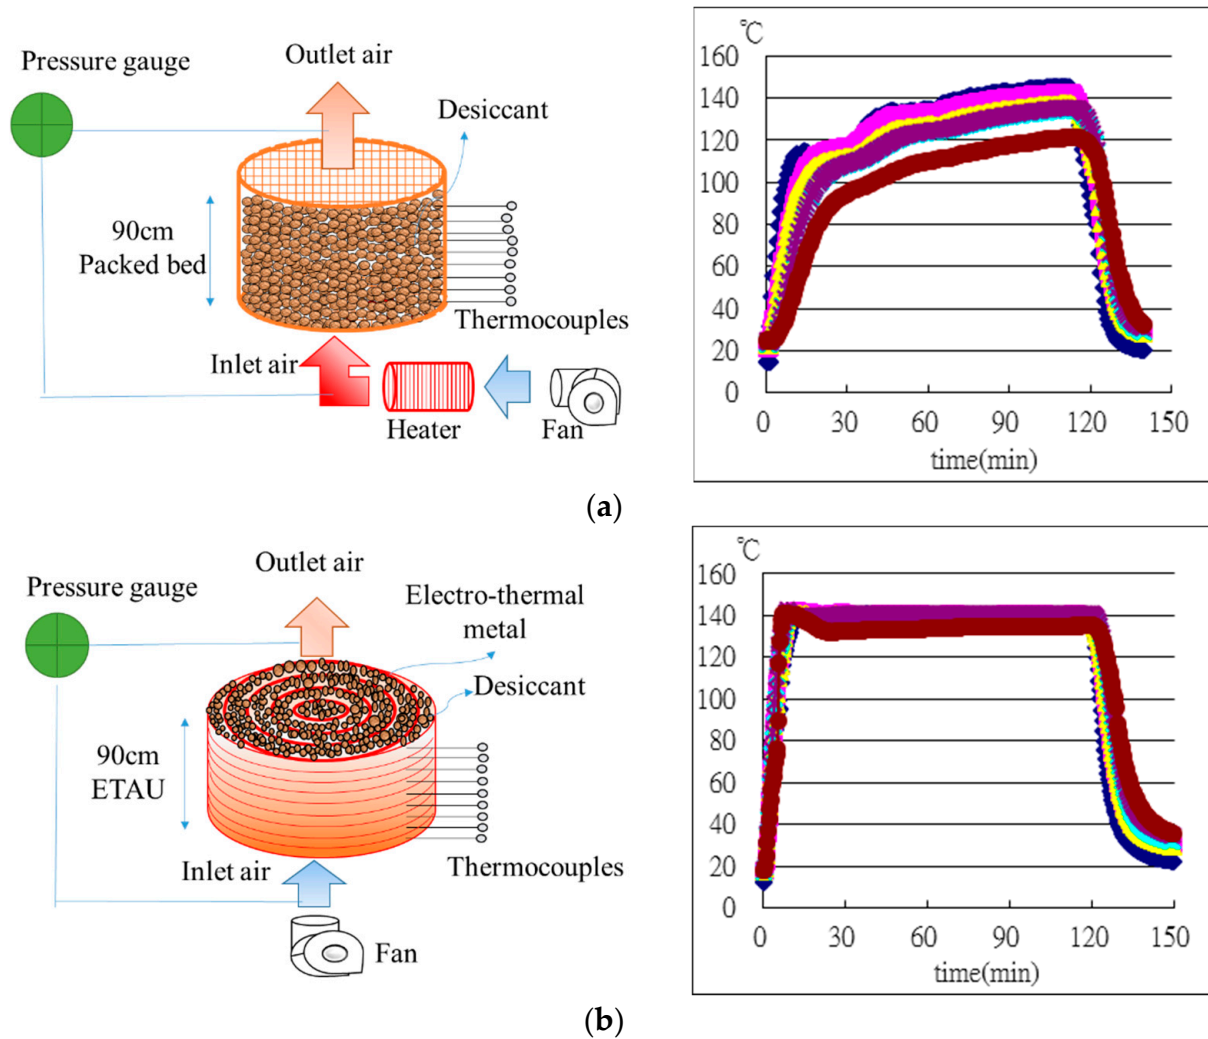 Pressure gauge
Outlet air
Desiccant
90cm
Packed bed
Thermocouples
Inlet air
Heater
Fan
℃
160
140
120
100
80
60
40
20
0
0 30 60 90 120 150
time(min)
(a)
Pressure gauge
Outlet air
Electro-thermal
metal
Desiccant
90cm
ETAU
Inlet air
Thermocouples
Fan
℃
160
140
120
100
80
60
40
20
0
0 30 60 90 120 150
time(min)
(b)